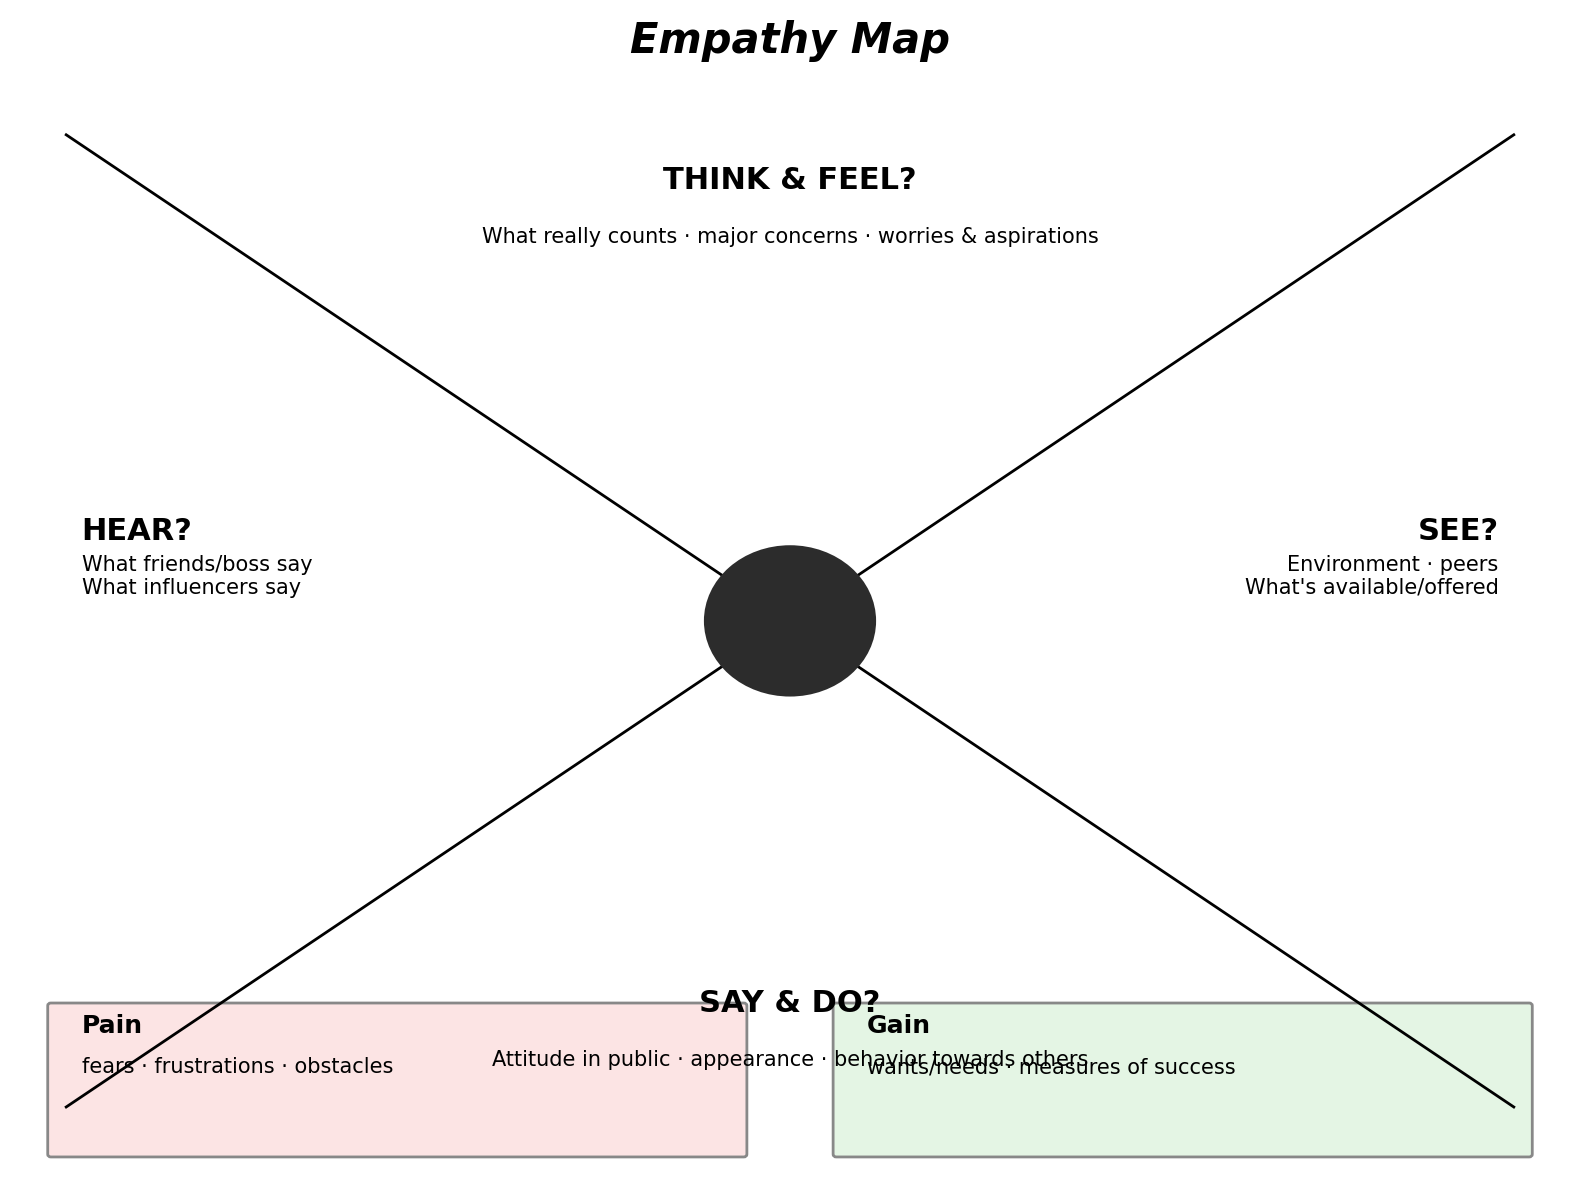 Empathy Map
THINK & FEEL?
What really counts · major concerns · worries & aspirations
HEAR?
What friends/boss say
What influencers say
SEE?
Environment · peers
What's available/offered
SAY & DO?
Attitude in public · appearance · behavior towards others
Pain
fears · frustrations · obstacles
Gain
wants/needs · measures of success